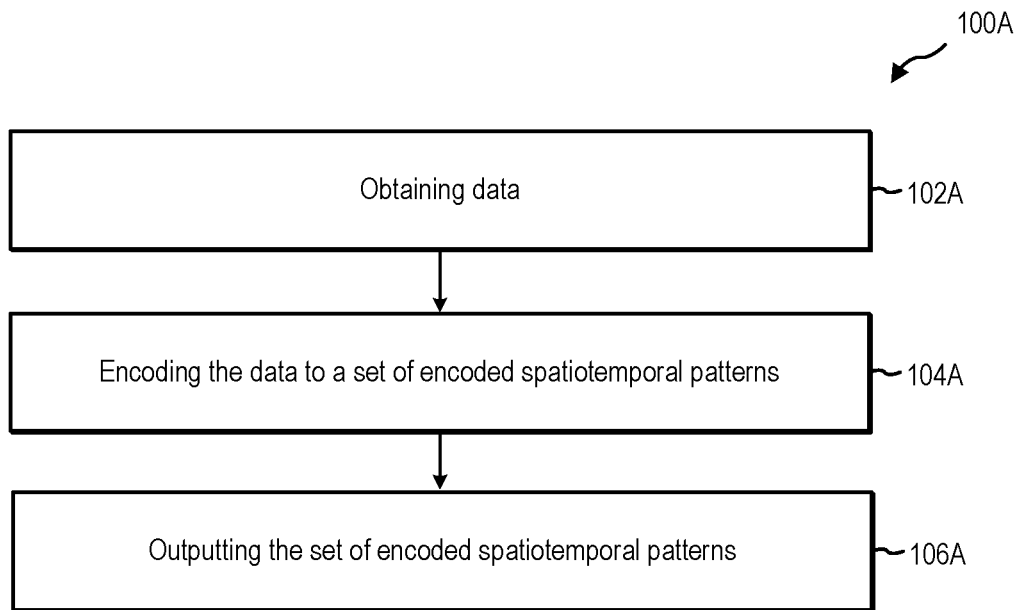 100A
Obtaining data
102A
Encoding the data to a set of encoded spatiotemporal patterns
104A
Outputting the set of encoded spatiotemporal patterns
106A